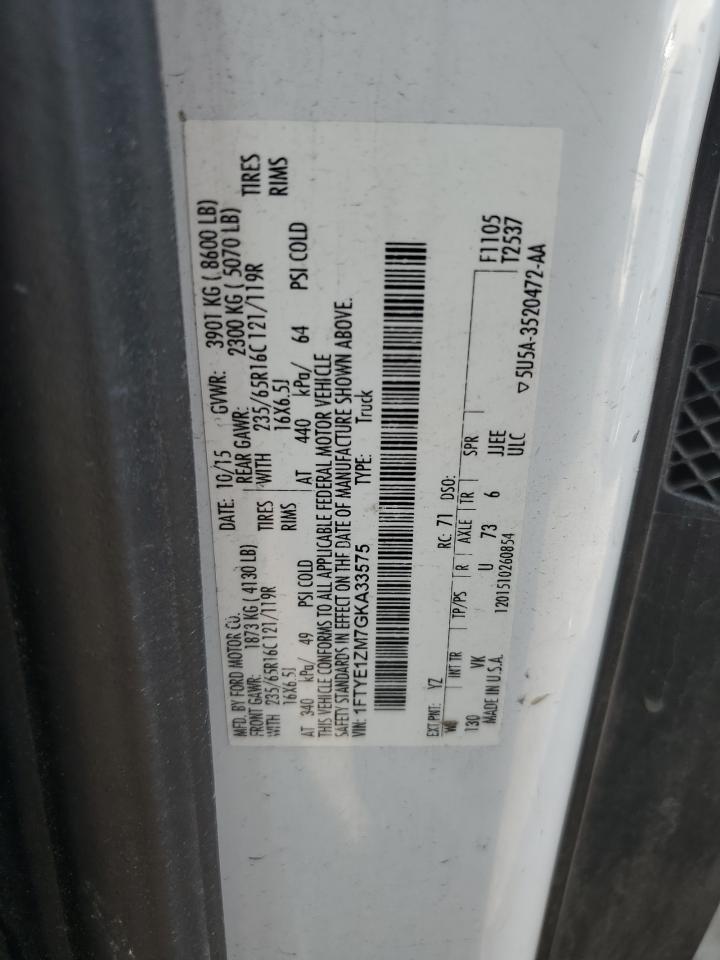 MFD. BY FORD MOTOR CO.
DATE: 10/15 GVWR: 3901 KG ( 8600 LB)
FRONT GAWR: 1873 KG ( 4130 LB) REAR GAWR: 2300 KG ( 5070 LB)
WITH 235/65R16C 121/119R TIRES WITH 235/65R16C 121/119R TIRES
16X6.5J RIMS 16X6.5J RIMS
AT 340 kPa/ 49 PSI COLD AT 440 kPa/ 64 PSI COLD
THIS VEHICLE CONFORMS TO ALL APPLICABLE FEDERAL MOTOR VEHICLE
SAFETY STANDARDS IN EFFECT ON THE DATE OF MANUFACTURE SHOWN ABOVE.
VIN: 1FTYE1ZM7GKA33575 TYPE: Truck
EXT PNT: YZ RC: 71 DSO: F1105
WB INT TR TP/PS R AXLE TR SPR T2537
130 VK U 73 6 JJEE
MADE IN U.S.A. 1201510260854 ULC ▽ 5U5A-3520472-AA